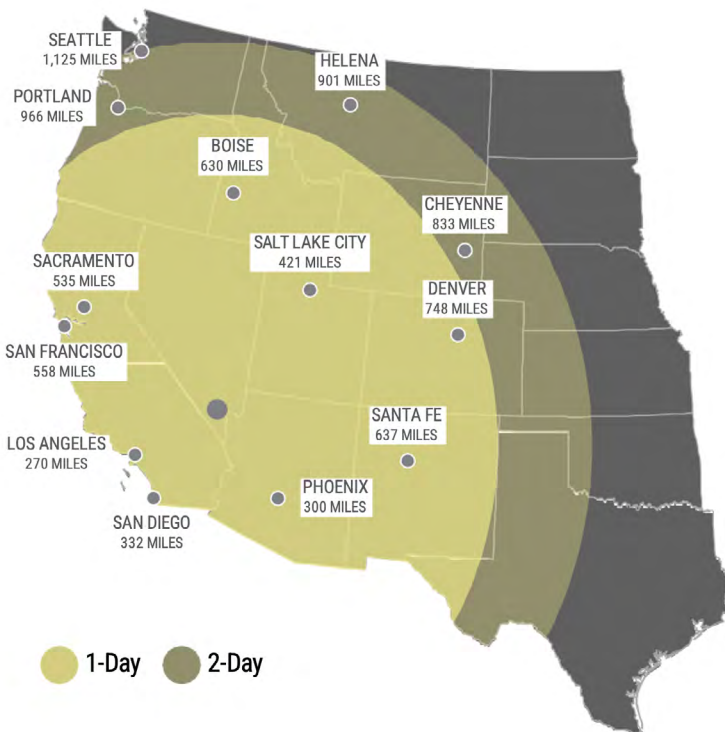 SEATTLE
1,125 MILES
HELENA
901 MILES
PORTLAND
966 MILES
BOISE
630 MILES
CHEYENNE
833 MILES
SALT LAKE CITY
421 MILES
SACRAMENTO
535 MILES
DENVER
748 MILES
SAN FRANCISCO
558 MILES
SANTA FE
637 MILES
LOS ANGELES
270 MILES
PHOENIX
300 MILES
SAN DIEGO
332 MILES
1-Day
2-Day